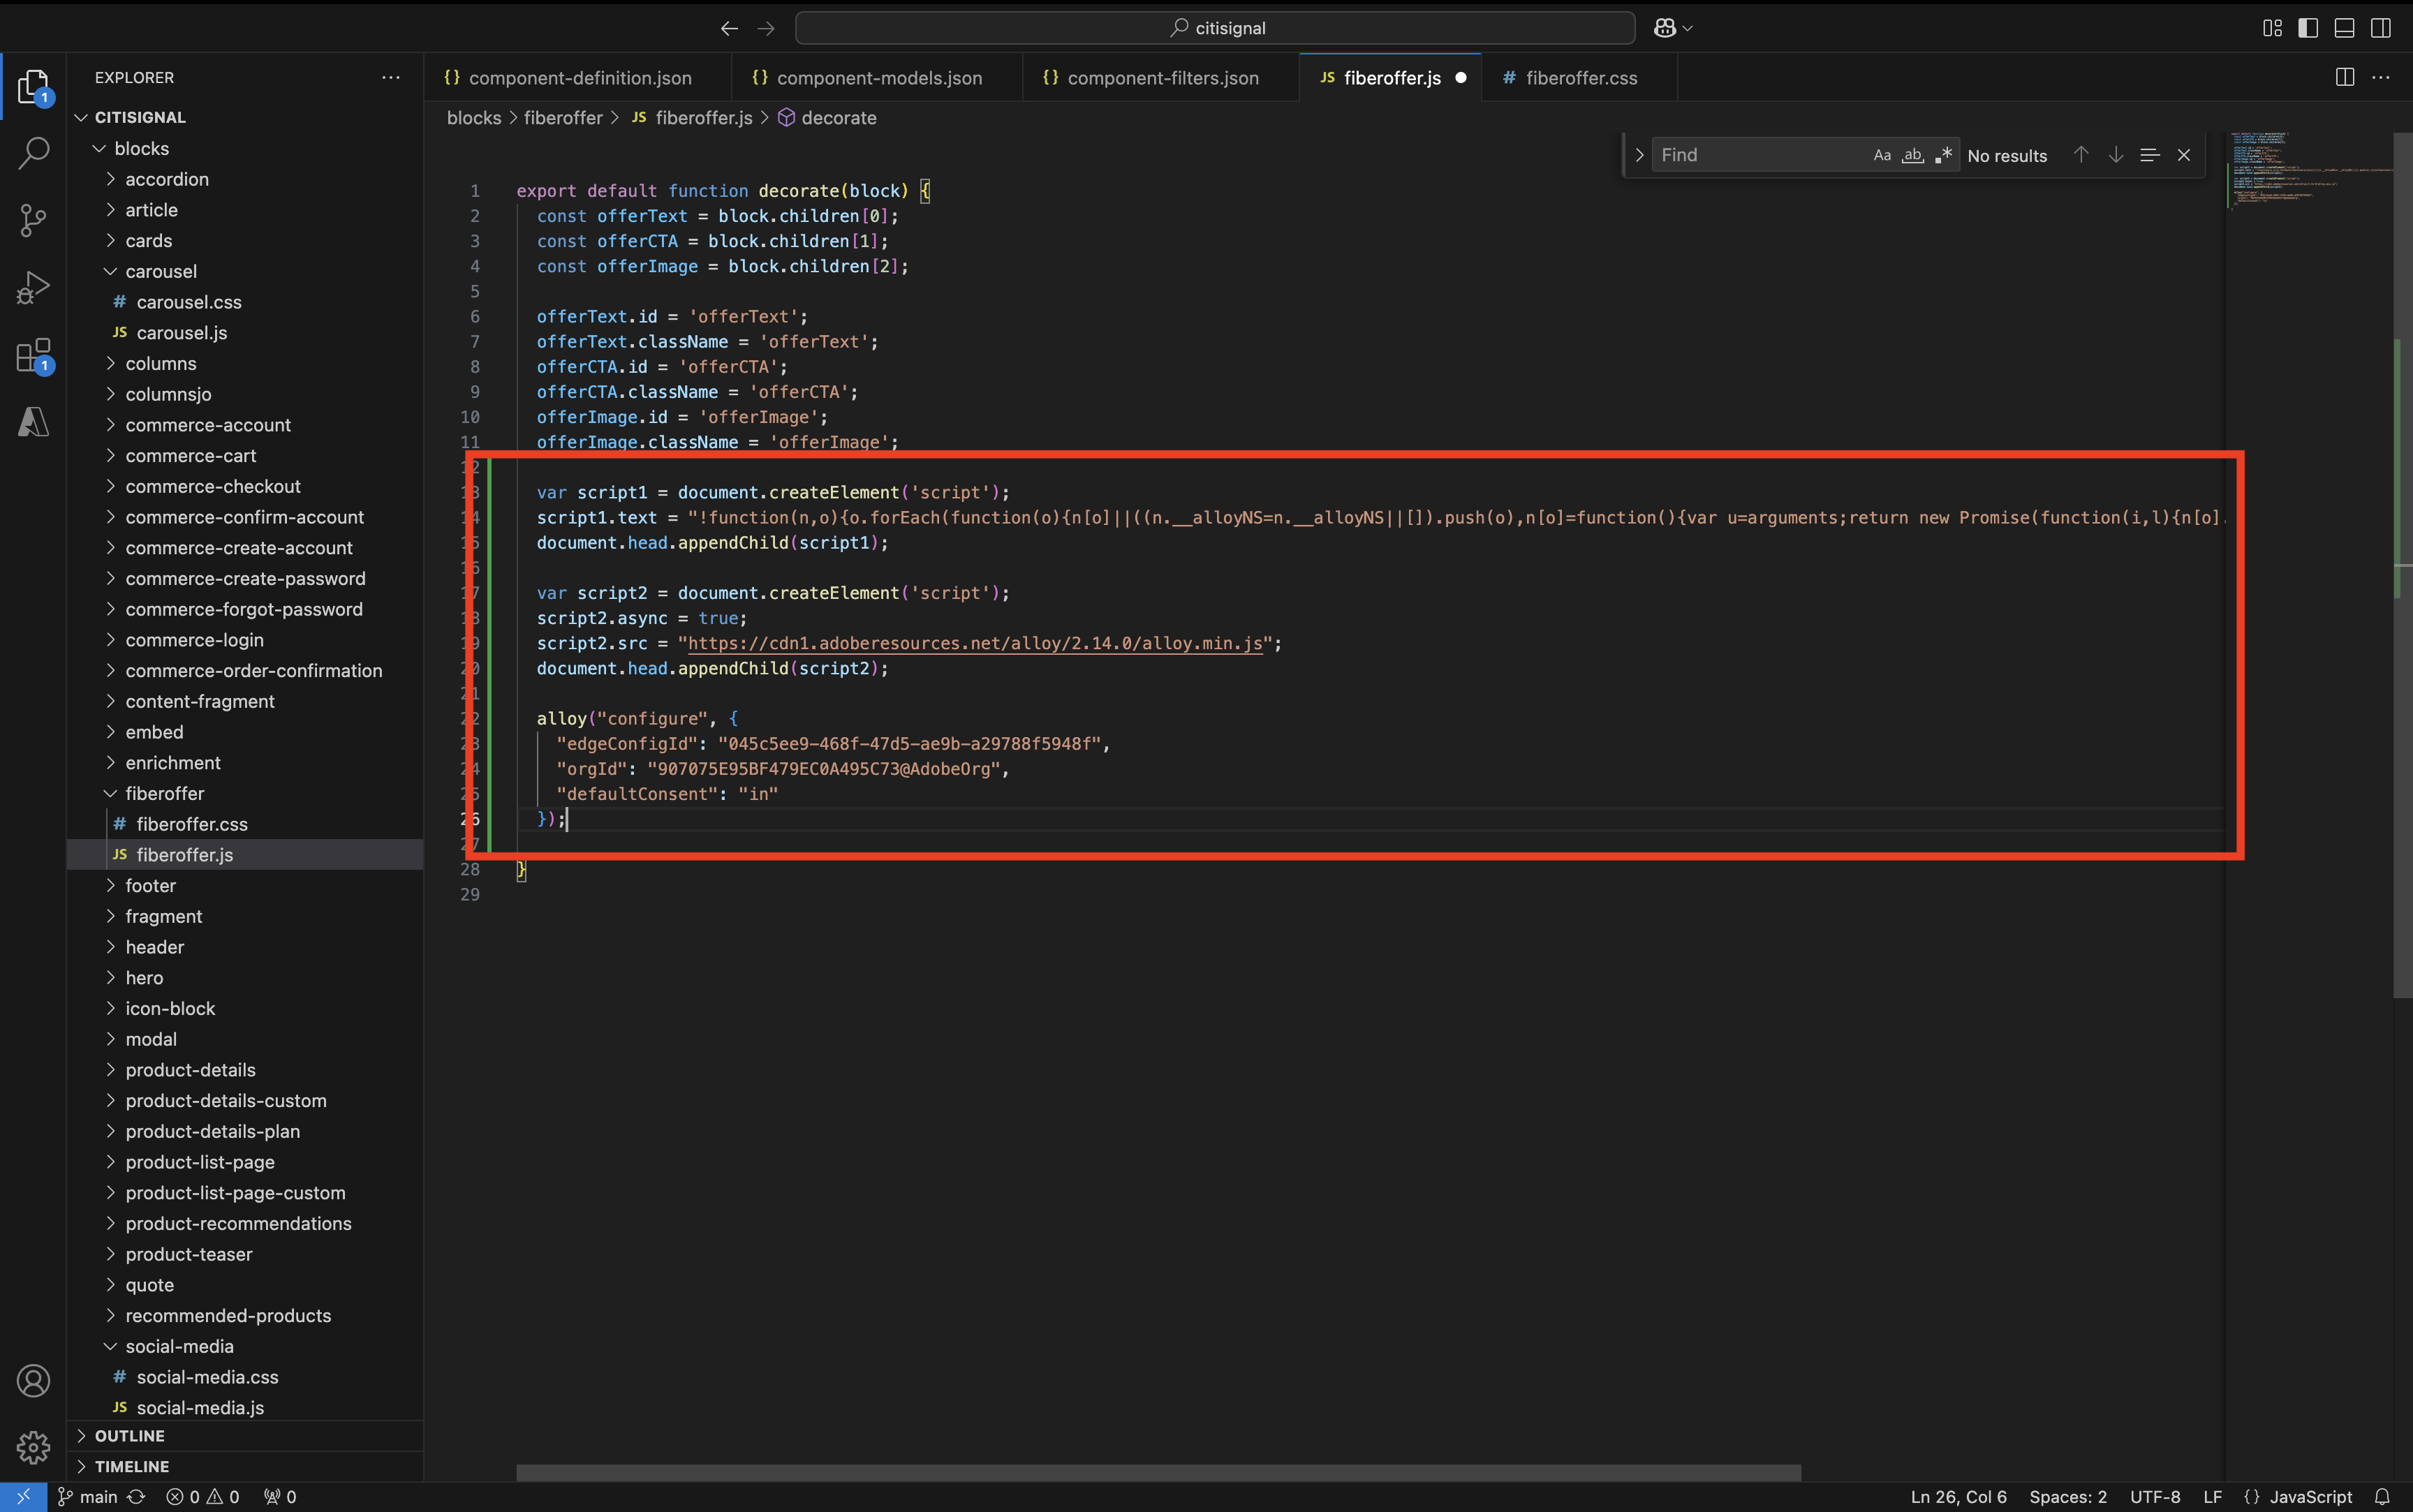 citisignal
EXPLORER
component-definition.json
component-models.json
component-filters.json
JS fiberoffer.js
# fiberoffer.css
blocks > fiberoffer > JS fiberoffer.js > decorate
Find
Aa
ab
No results
1
1
CITISIGNAL
blocks
accordion
article
cards
carousel
# carousel.css
JS carousel.js
columns
columnsjo
commerce-account
commerce-cart
commerce-checkout
commerce-confirm-account
commerce-create-account
commerce-create-password
commerce-forgot-password
commerce-login
commerce-order-confirmation
content-fragment
embed
enrichment
fiberoffer
# fiberoffer.css
JS fiberoffer.js
footer
fragment
header
hero
icon-block
modal
product-details
product-details-custom
product-details-plan
product-list-page
product-list-page-custom
product-recommendations
product-teaser
quote
recommended-products
social-media
# social-media.css
JS social-media.js
OUTLINE
TIMELINE
1 export default function decorate(block) {
2 const offerText = block.children[0];
3 const offerCTA = block.children[1];
4 const offerImage = block.children[2];
5
6 offerText.id = 'offerText';
7 offerText.className = 'offerText';
8 offerCTA.id = 'offerCTA';
9 offerCTA.className = 'offerCTA';
10 offerImage.id = 'offerImage';
11 offerImage.className = 'offerImage';
12
13 var script1 = document.createElement('script');
14 script1.text = "!function(n,o){o.forEach(function(o){n[o]||((n.__alloyNS=n.__alloyNS||[]).push(o),n[o]=function(){var u=arguments;return new Promise(function(i,l){n[o].
15 document.head.appendChild(script1);
16
17 var script2 = document.createElement('script');
18 script2.async = true;
19 script2.src = "https://cdn1.adoberesources.net/alloy/2.14.0/alloy.min.js";
20 document.head.appendChild(script2);
21
22 alloy("configure", {
23 "edgeConfigId": "045c5ee9-468f-47d5-ae9b-a29788f5948f",
24 "orgId": "907075E95BF479EC0A495C73@AdobeOrg",
25 "defaultConsent": "in"
26 });
27
28 }
29
main
0
0
0
Ln 26, Col 6
Spaces: 2
UTF-8
LF
{} JavaScript